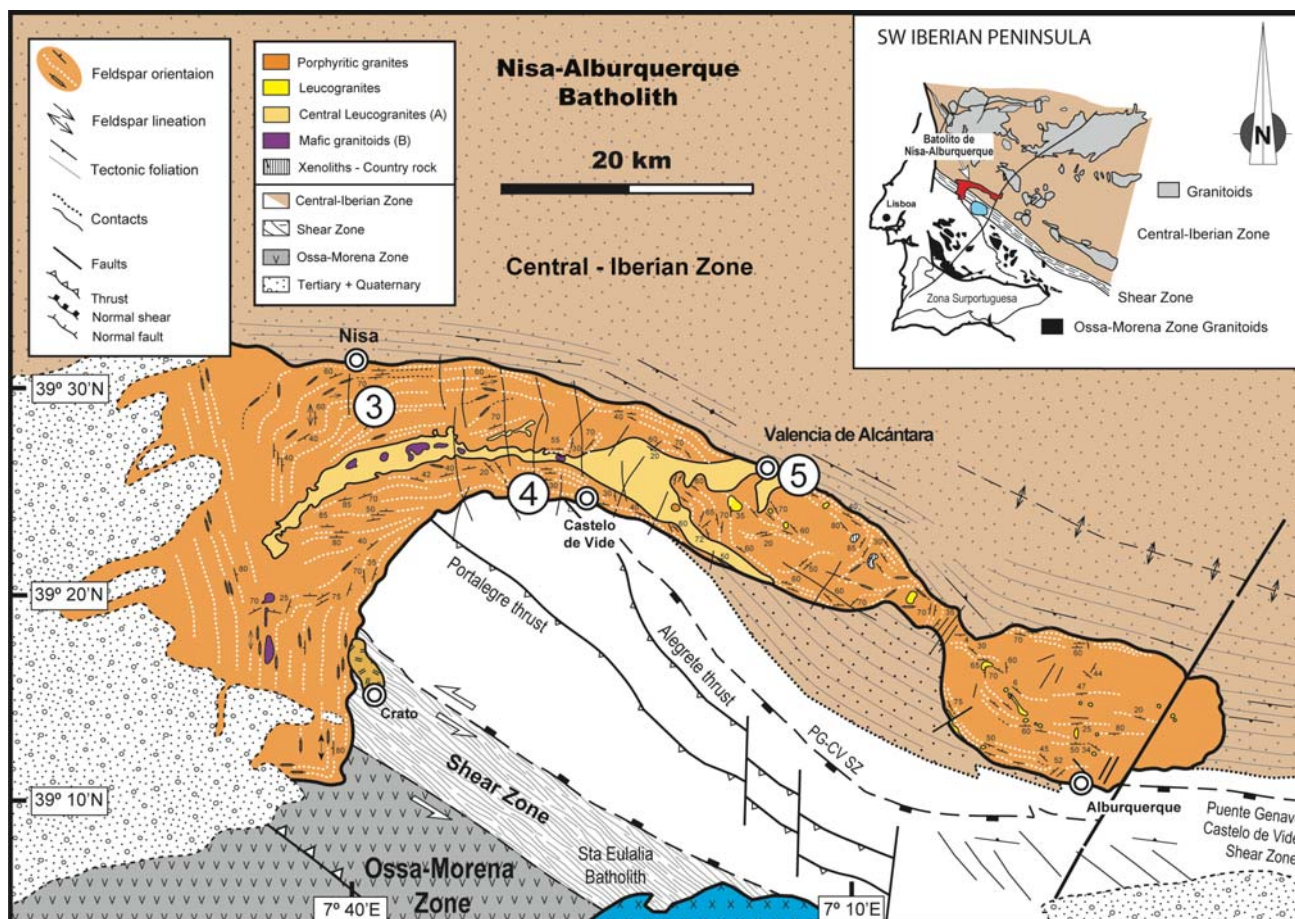 Feldspar orientaion
Feldspar lineation
Tectonic foliation
Contacts
Faults
Thrust
Normal shear
Normal fault
Porphyritic granites
Leucogranites
Central Leucogranites (A)
Mafic granitoids (B)
Xenoliths - Country rock
Central-Iberian Zone
Shear Zone
Ossa-Morena Zone
Tertiary + Quaternary
Nisa-Alburquerque
Batholith
20 km
Central - Iberian Zone
SW IBERIAN PENINSULA
N
Batolito de
Nisa-Alburquerque
Lisboa
Granitoids
Central-Iberian Zone
Shear Zone
Zona Surportuguesa
Ossa-Morena Zone Granitoids
Nisa
39º 30'N
3
Valencia de Alcántara
5
4
Castelo
de Vide
39º 20'N
Portalegre thrust
Alegrete thrust
PG-CV SZ
Crato
Shear Zone
39º 10'N
Alburquerque
Puente Genave
Castelo de Vide
Shear Zone
Sta Eulalia
Batholith
Ossa-Morena
Zone
7º 40'E
7º 10'E